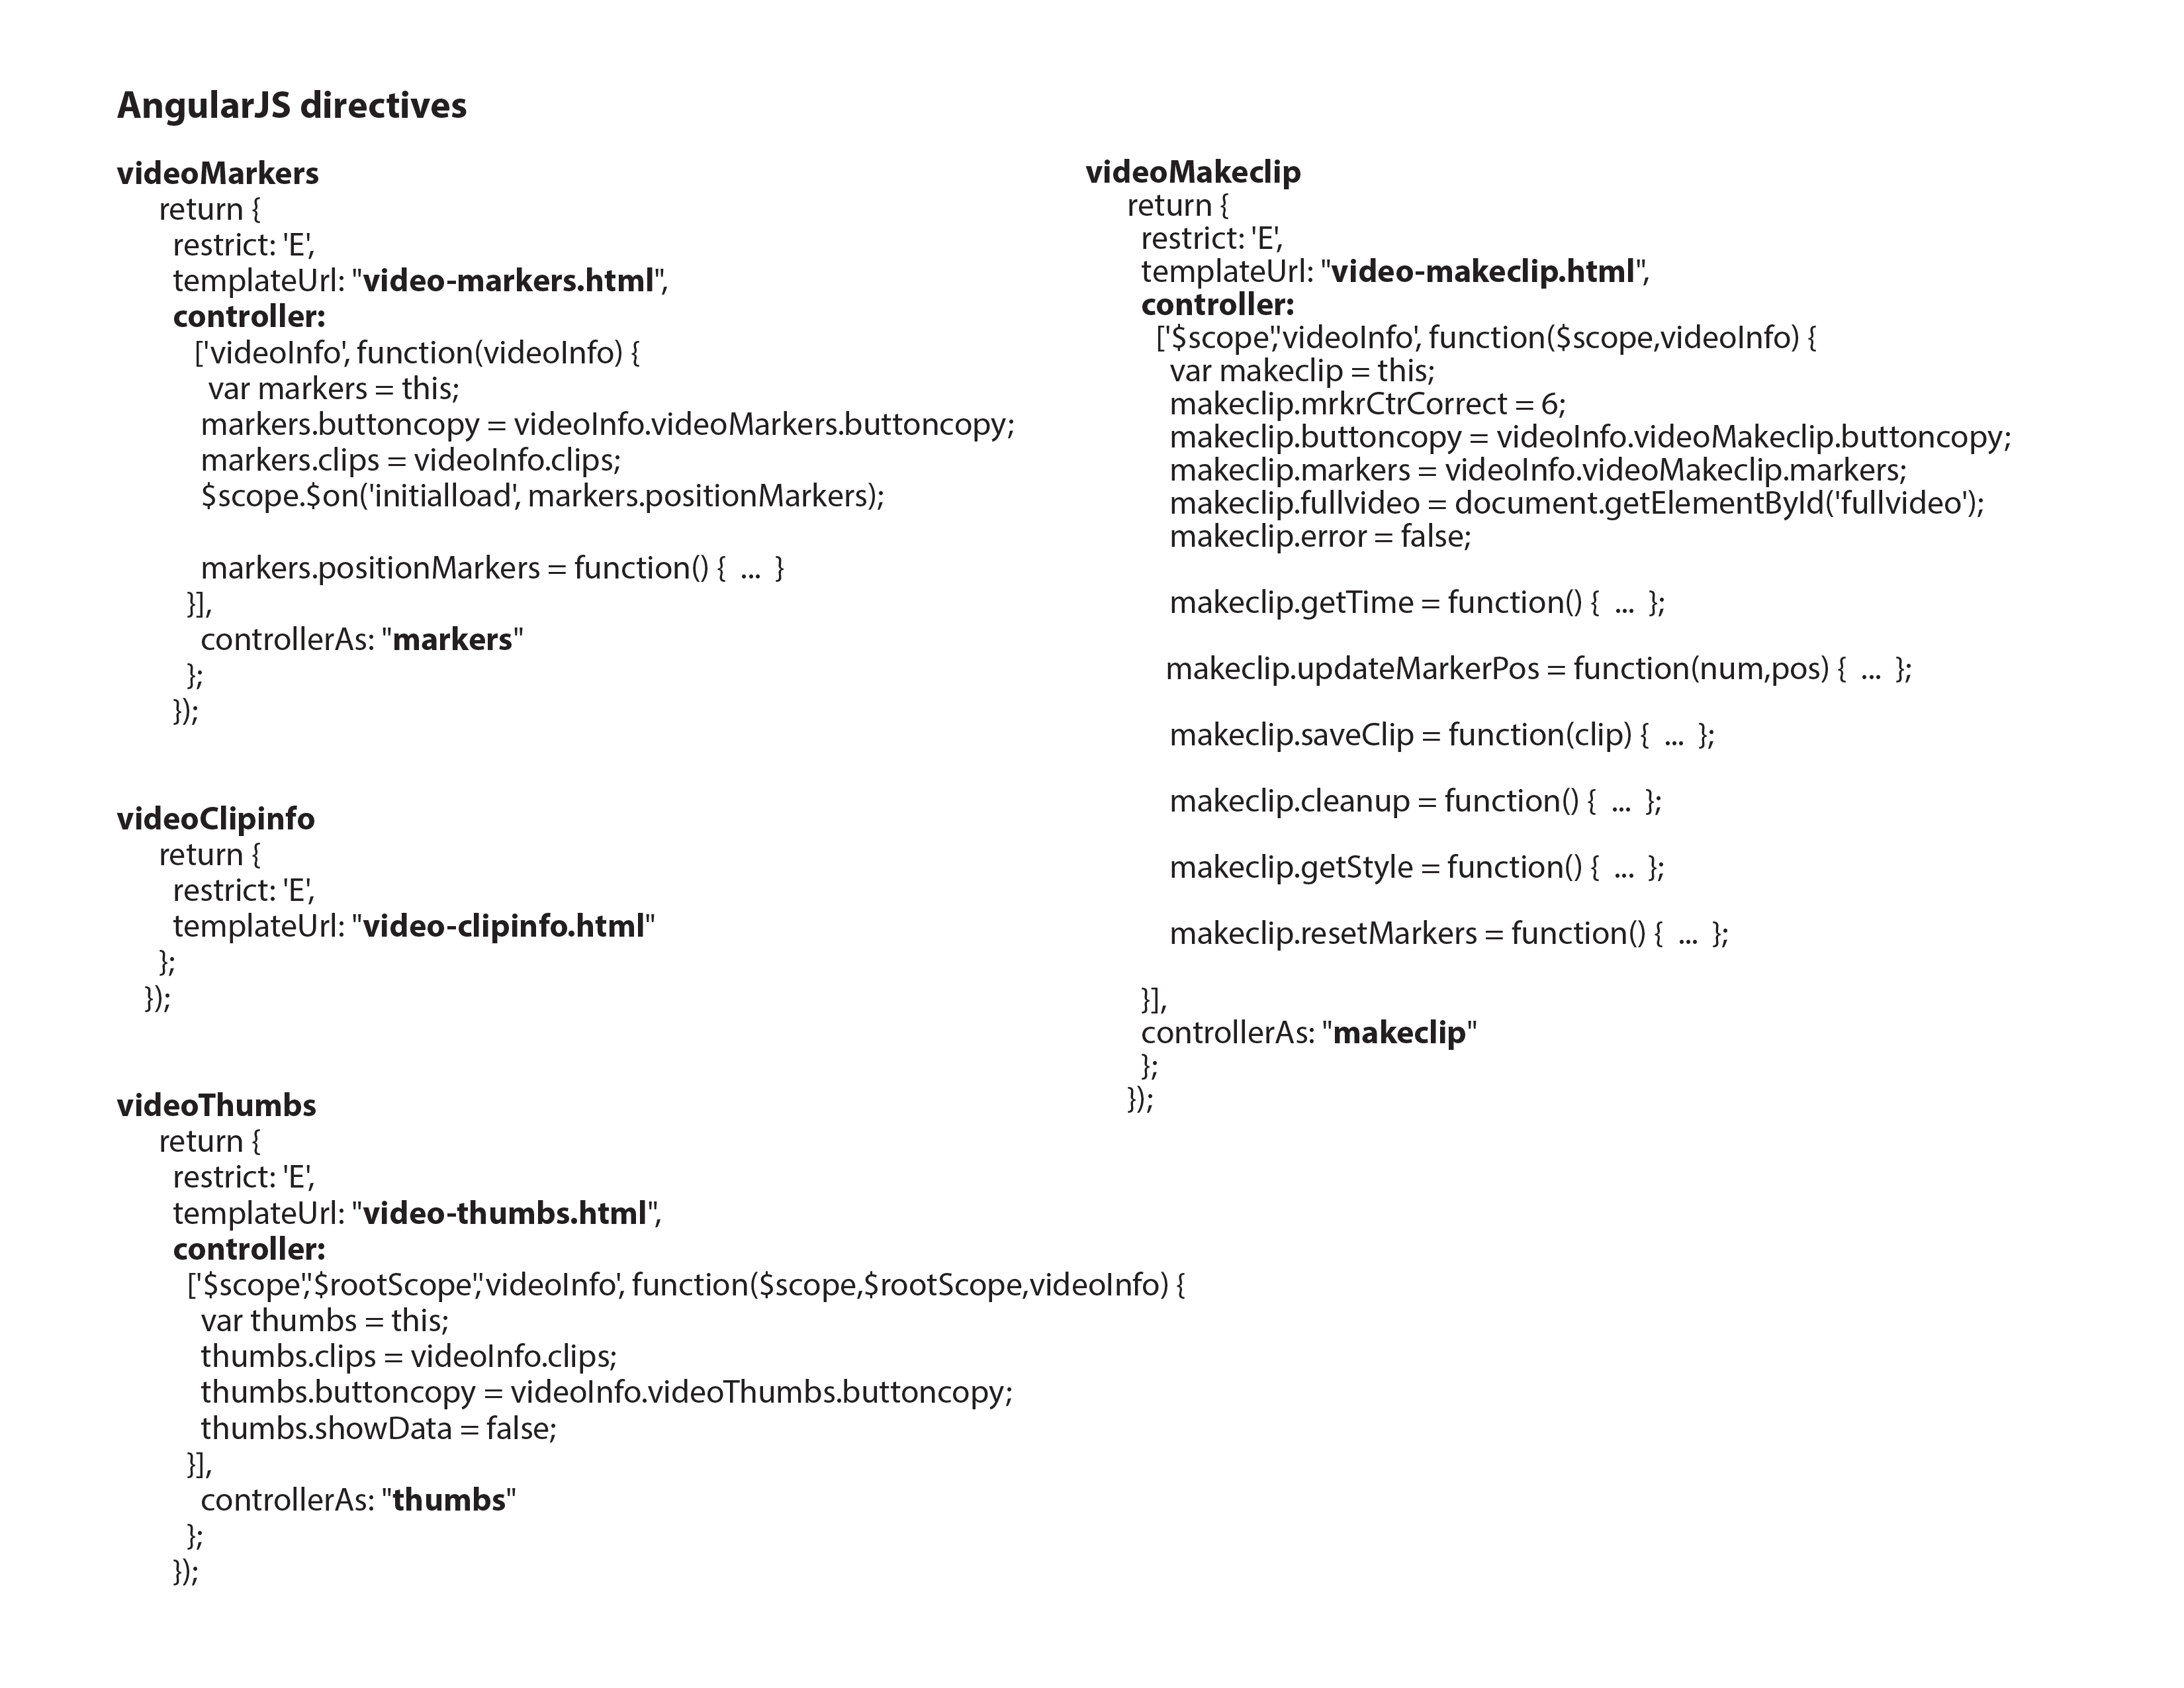 AngularJS directives
videoMarkers
return {
restrict: 'E',
templateUrl: "video-markers.html",
controller:
['videoInfo', function(videoInfo) {
var markers = this;
markers.buttoncopy = videoInfo.videoMarkers.buttoncopy;
markers.clips = videoInfo.clips;
$scope.$on('initialload', markers.positionMarkers);
markers.positionMarkers = function() { ... }
}],
controllerAs: "markers"
};
});
videoClipinfo
return {
restrict: 'E',
templateUrl: "video-clipinfo.html"
};
});
videoThumbs
return {
restrict: 'E',
templateUrl: "video-thumbs.html",
controller:
['$scope','$rootScope','videoInfo', function($scope,$rootScope,videoInfo) {
var thumbs = this;
thumbs.clips = videoInfo.clips;
thumbs.buttoncopy = videoInfo.videoThumbs.buttoncopy;
thumbs.showData = false;
}],
controllerAs: "thumbs"
};
});
videoMakeclip
return {
restrict: 'E',
templateUrl: "video-makeclip.html",
controller:
['$scope','videoInfo', function($scope,videoInfo) {
var makeclip = this;
makeclip.mrkrCtrCorrect = 6;
makeclip.buttoncopy = videoInfo.videoMakeclip.buttoncopy;
makeclip.markers = videoInfo.videoMakeclip.markers;
makeclip.fullvideo = document.getElementById('fullvideo');
makeclip.error = false;
makeclip.getTime = function() { ... };
makeclip.updateMarkerPos = function(num,pos) { ... };
makeclip.saveClip = function(clip) { ... };
makeclip.cleanup = function() { ... };
makeclip.getStyle = function() { ... };
makeclip.resetMarkers = function() { ... };
}],
controllerAs: "makeclip"
};
});